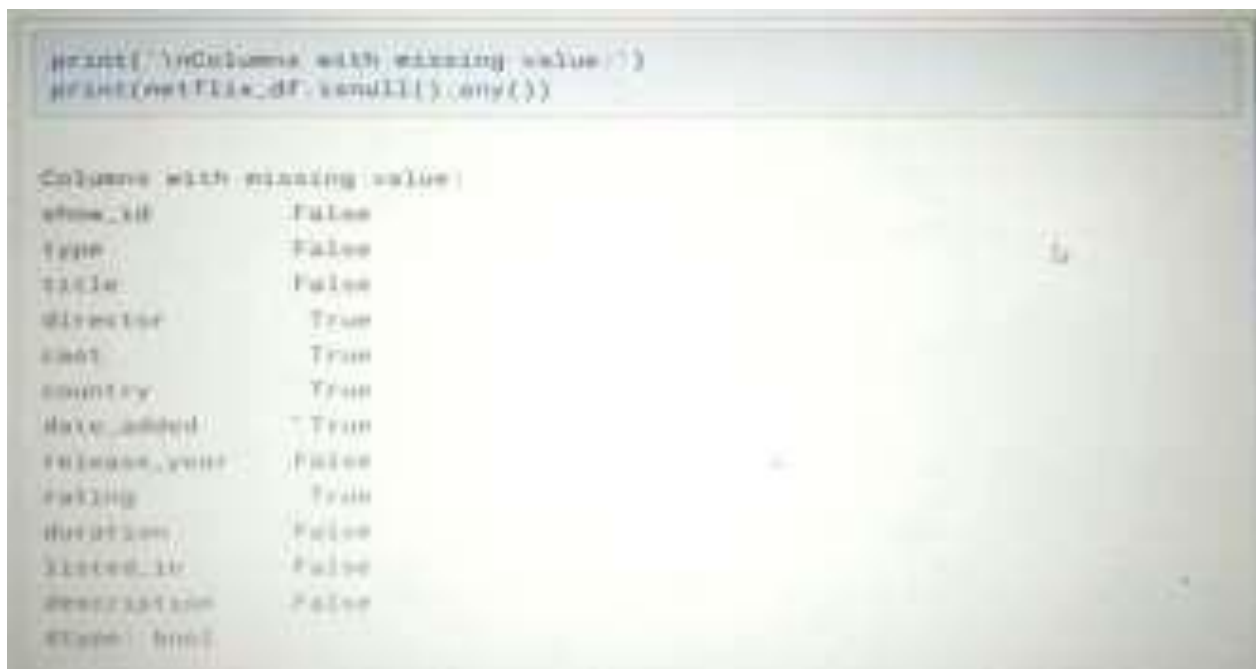 print('\nColumns with missing value:')
print(netflix_df.isnull().any())
Columns with missing value:
show_id False
type False
title False
director True
cast True
country True
date_added True
release_year False
rating True
duration False
listed_in False
description False
dtype: bool